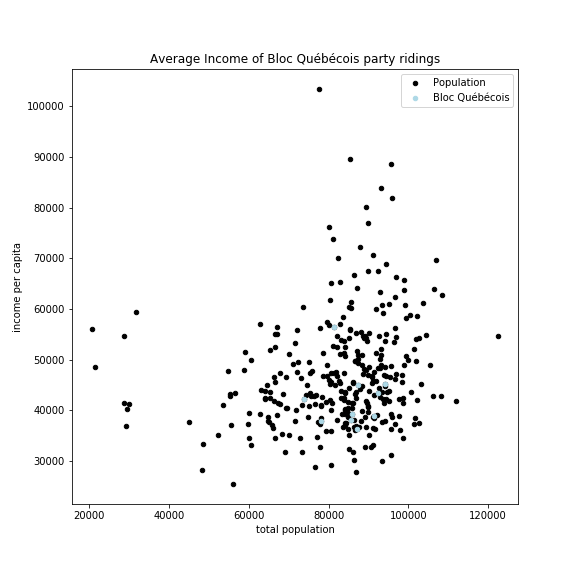 Average Income of Bloc Québécois party ridings
Population
Bloc Québécois
100000
90000
80000
70000
60000
50000
40000
30000
income per capita
20000
40000
60000
80000
100000
120000
total population